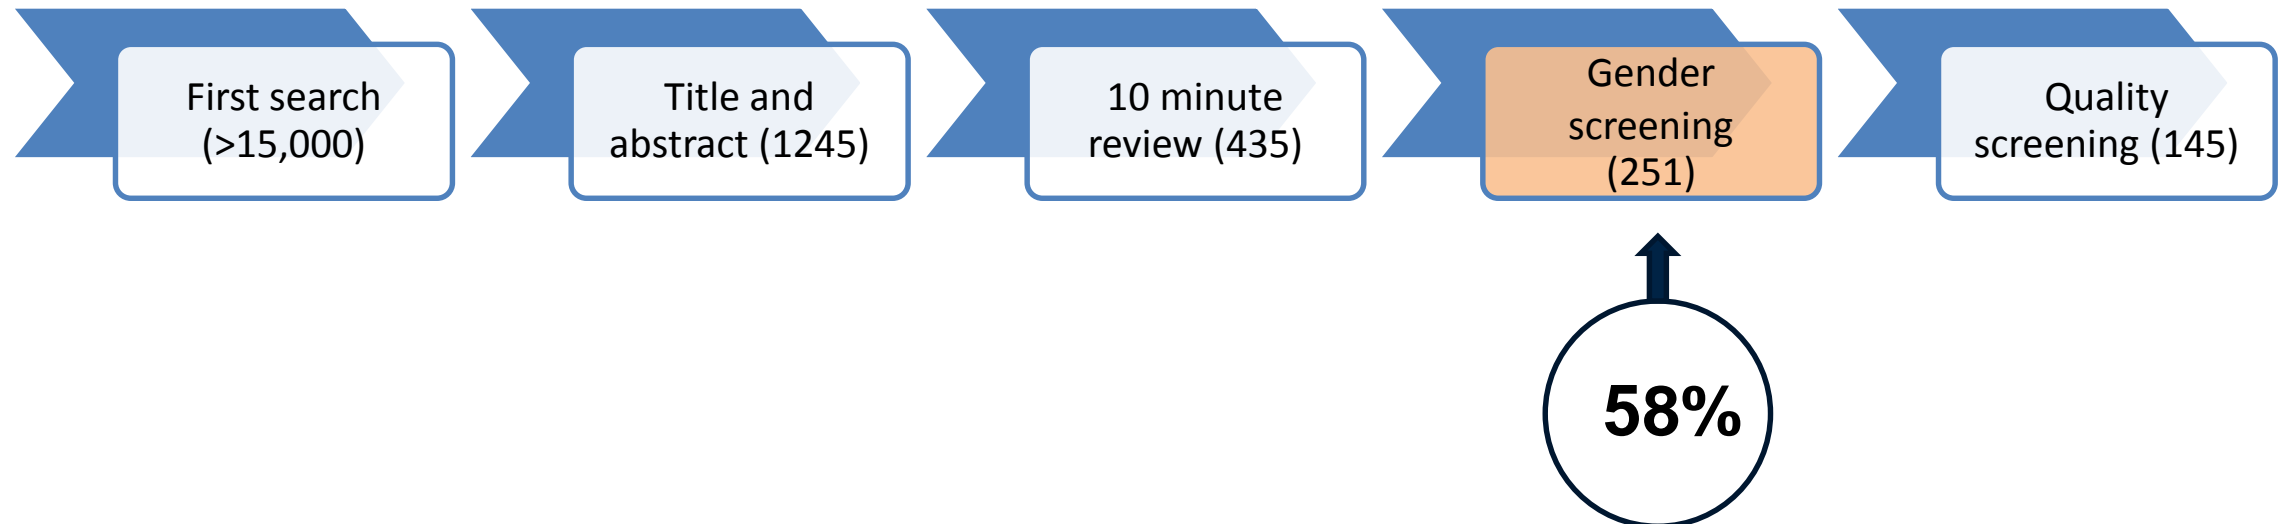 First search
(>15,000)
Title and
abstract (1245)
10 minute
review (435)
Gender
screening
(251)
Quality
screening (145)
58%